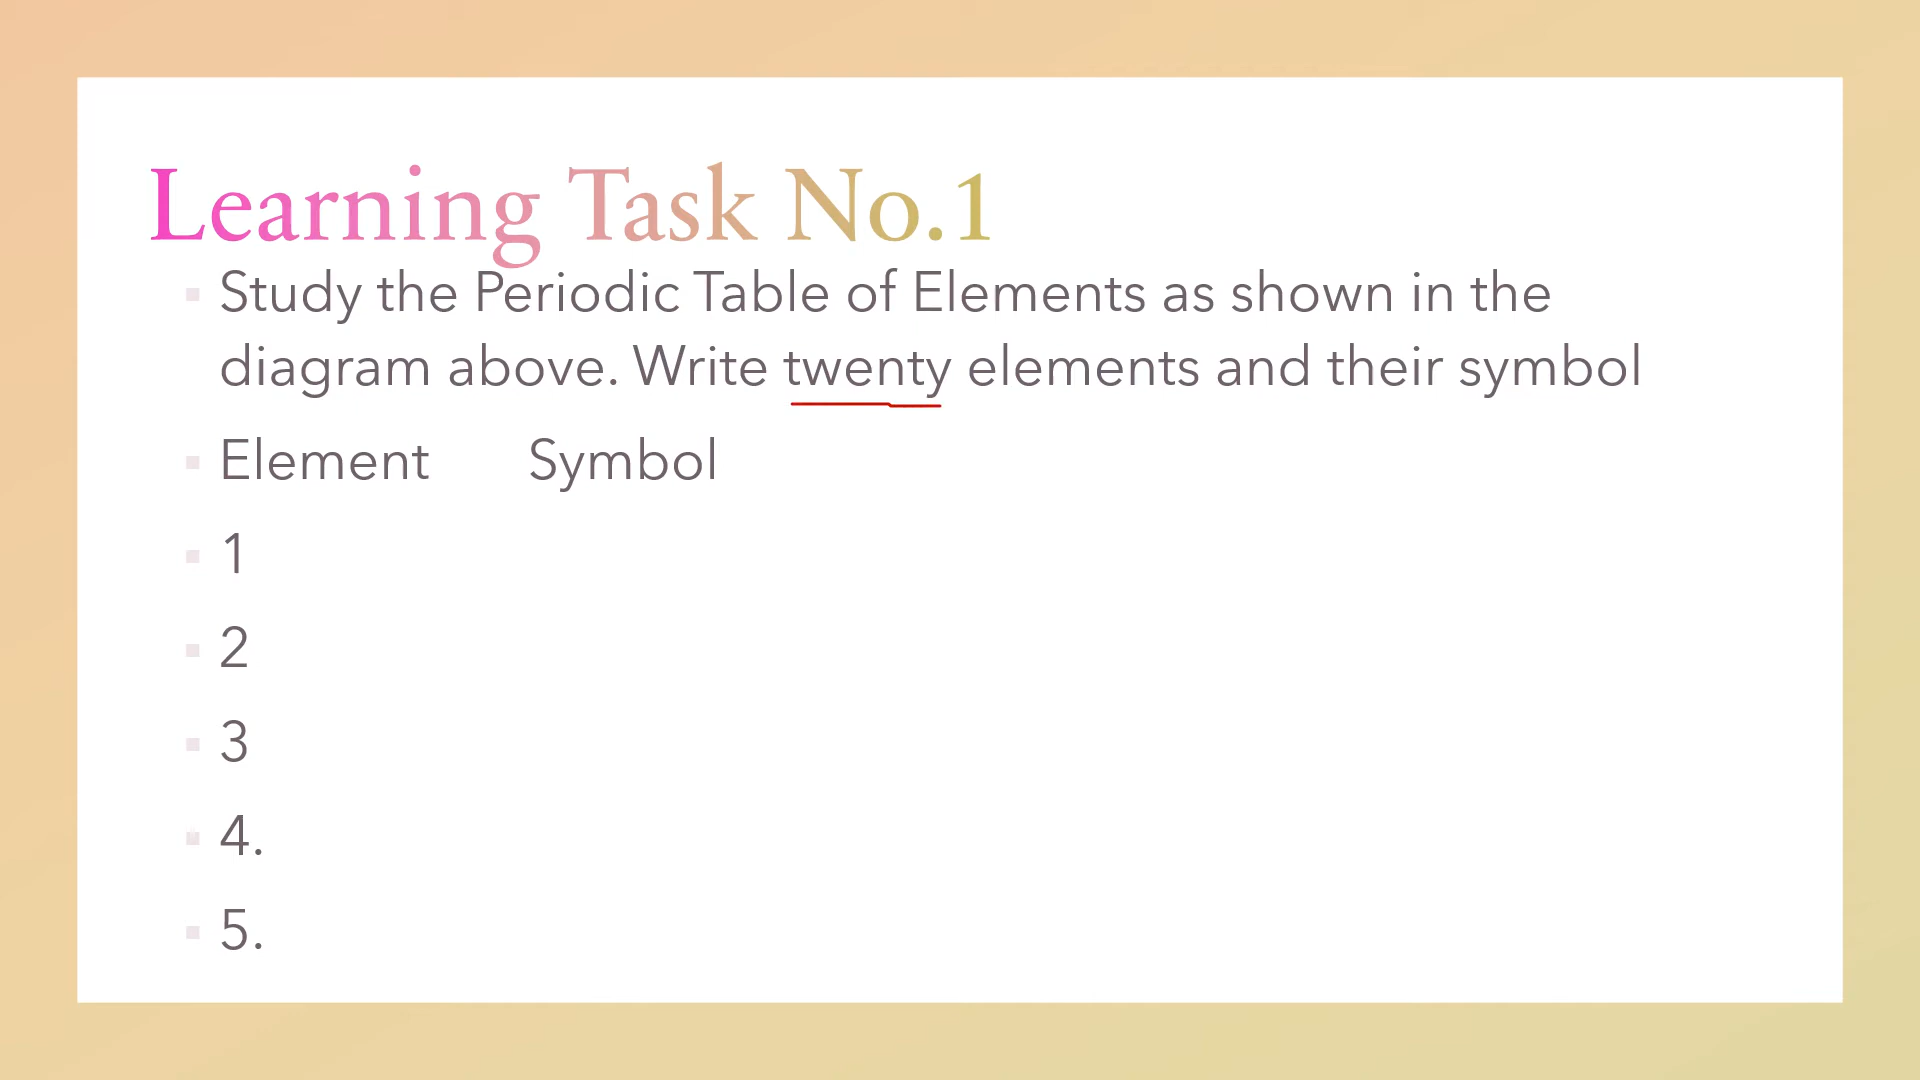 Learning Task No.1
Study the Periodic Table of Elements as shown in the
diagram above. Write twenty elements and their symbol
Element Symbol
1
2
3
4.
5.